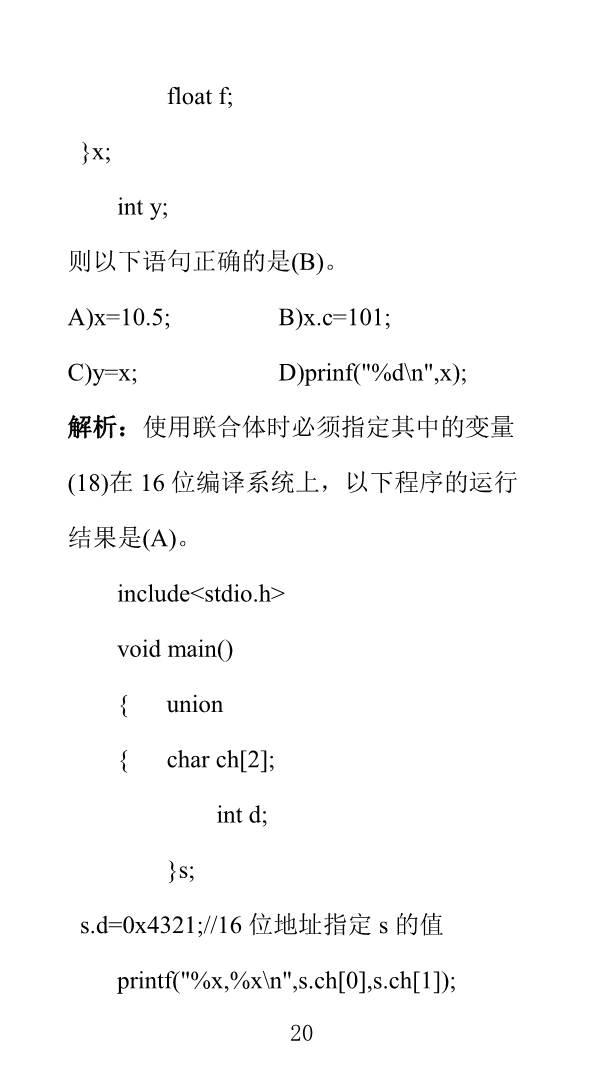 float f;
}x;
int y;
则以下语句正确的是(B)。
A)x=10.5; B)x.c=101;
C)y=x; D)prinf("%d\n",x);
解析：使用联合体时必须指定其中的变量
(18)在 16 位编译系统上，以下程序的运行
结果是(A)。
include<stdio.h>
void main()
{ union
{ char ch[2];
int d;
}s;
s.d=0x4321;//16 位地址指定 s 的值
printf("%x,%x\n",s.ch[0],s.ch[1]);
20